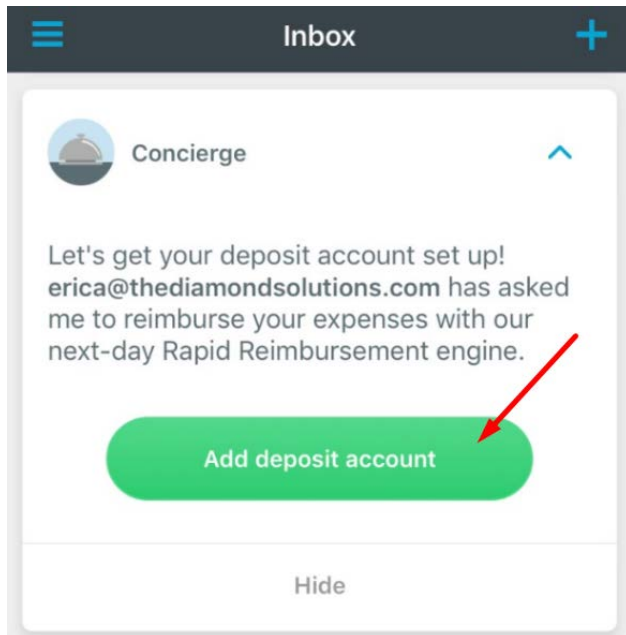 Inbox
Concierge
Let's get your deposit account set up!
erica@thediamondsolutions.com has asked
me to reimburse your expenses with our
next-day Rapid Reimbursement engine.
Add deposit account
Hide